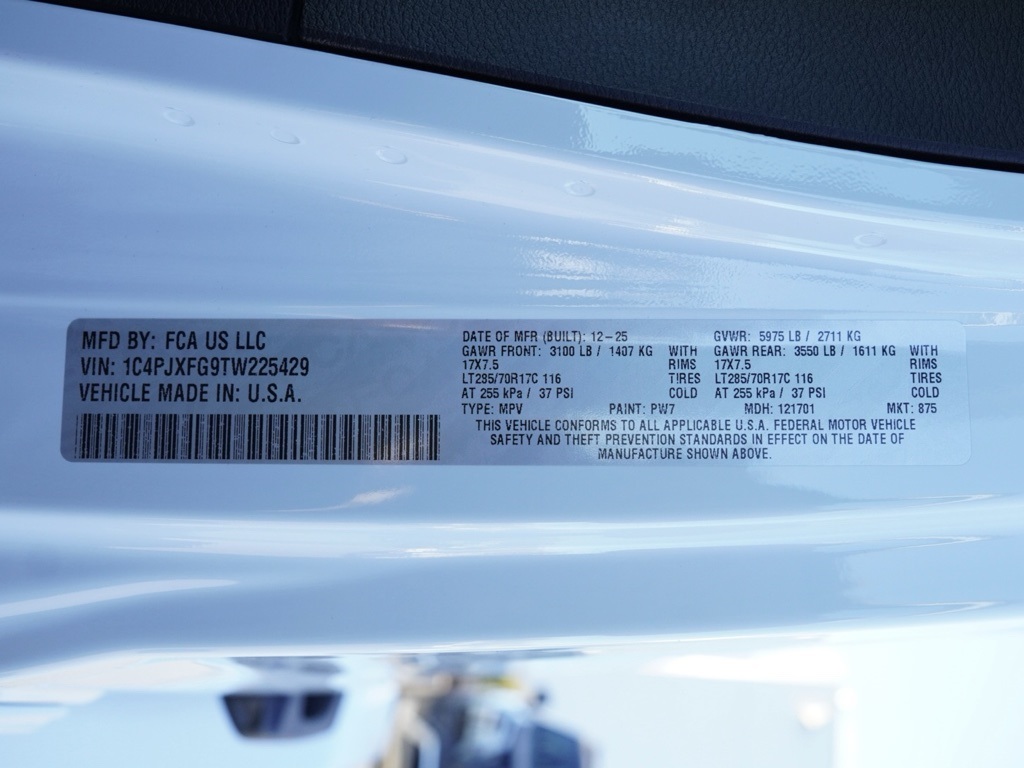 MFD BY: FCA US LLC
VIN: 1C4PJXFG9TW225429
VEHICLE MADE IN: U.S.A.
DATE OF MFR (BUILT): 12-25 GVWR: 5975 LB / 2711 KG
GAWR FRONT: 3100 LB / 1407 KG WITH GAWR REAR: 3550 LB / 1611 KG WITH
17X7.5 RIMS 17X7.5 RIMS
LT285/70R17C 116 TIRES LT285/70R17C 116 TIRES
AT 255 kPa / 37 PSI COLD AT 255 kPa / 37 PSI COLD
TYPE: MPV PAINT: PW7 MDH: 121701 MKT: 875
THIS VEHICLE CONFORMS TO ALL APPLICABLE U.S.A. FEDERAL MOTOR VEHICLE
SAFETY AND THEFT PREVENTION STANDARDS IN EFFECT ON THE DATE OF
MANUFACTURE SHOWN ABOVE.